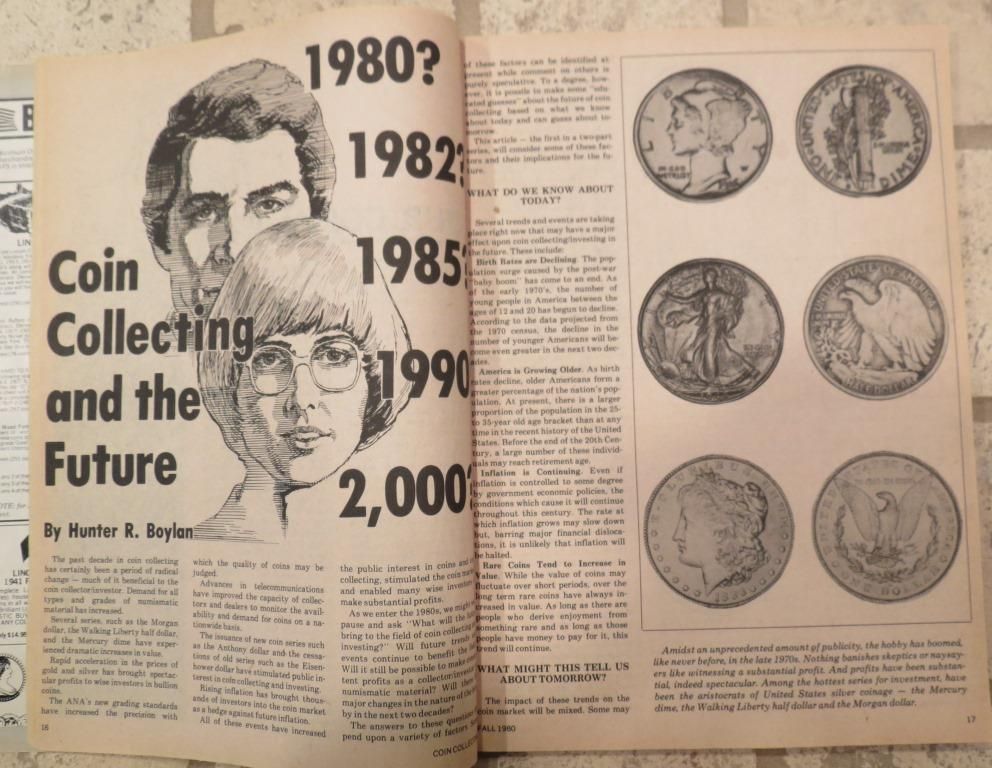 1980?
1982?
1985?
1990
2,000
Coin
Collecting
and the
Future
By Hunter R. Boylan
The past decade in coin collecting
has certainly been a period of radical
change — much of it beneficial to the
coin collector/investor. Demand for all
types and grades of numismatic
material has increased.
Several series, such as the Morgan
dollar, the Walking Liberty half dollar,
and the Mercury dime have exper-
ienced dramatic increases in value.
Rapid acceleration in the prices of
gold and silver has brought spectac-
ular profits to wise investors in bullion
coins.
The ANA's new grading standards
have increased the precision with
16
which the quality of coins may be
judged.
Advances in telecommunications
have improved the capacity of collec-
tors and dealers to monitor the avail-
ability and demand for coins on a na-
tionwide basis.
The issuance of new coin series such
as the Anthony dollar and the cessa-
tions of old series such as the Eisen-
hower dollar have stimulated public in-
terest in coin collecting and investing.
Rising inflation has brought thous-
ands of investors into the coin market
as a hedge against future inflation.
All of these events have increased
the public interest in coins and
collecting, stimulated the coin
and enabled many wise investors
make substantial profits.
As we enter the 1980s, we might
pause and ask "What will the
bring to the field of coin collecting
investing?" Will future trends
events continue to benefit the
Will it still be possible to make
tent profits as a collector/investor
numismatic material? Will there
major changes in the nature of the
by in the next two decades?
The answers to these questions
pend upon a variety of factors.
COIN COLLECTOR
of these factors can be identified at
present while comment on others is
purely speculative. To a degree, how-
ever, it is possile to make some "edu-
cated guesses" about the future of coin
collecting based on what we know
about today and can guess about to-
morrow.
This article — the first in a two-part
series, will consider some of these fac-
tors and their implications for the fu-
ture.
WHAT DO WE KNOW ABOUT
TODAY?
Several trends and events are taking
place right now that may have a major
effect upon coin collecting/investing in
the future. These include:
Birth Rates are Declining. The pop-
ulation surge caused by the post-war
"baby boom" has come to an end. As
of the early 1970's, the number of
young people in America between the
ages of 12 and 20 has begun to decline.
According to the data projected from
the 1970 census, the decline in the
number of younger Americans will be-
come even greater in the next two dec-
ades.
America is Growing Older. As birth
rates decline, older Americans form a
greater percentage of the nation's pop-
ulation. At present, there is a larger
proportion of the population in the 25-
to 35-year old age bracket than at any
time in the recent history of the United
States. Before the end of the 20th Cen-
tury, a large number of these individ-
uals may reach retirement age.
Inflation is Continuing. Even if
inflation is controlled to some degree
by government economic policies, the
conditions which cause it will continue
throughout this century. The rate at
which inflation grows may slow down
but, barring major financial disloca-
tions, it is unlikely that inflation will
be halted.
Rare Coins Tend to Increase in
Value. While the value of coins may
fluctuate over short periods, over the
long term rare coins have always in-
creased in value. As long as there are
people who derive enjoyment from
something rare and as long as those
people have money to pay for it, this
trend will continue.
WHAT MIGHT THIS TELL US
ABOUT TOMORROW?
The impact of these trends on the
coin market will be mixed. Some may
FALL 1980
UNITED STATES OF AMERICA
ONE DIME
UNITED STATES OF AMERICA
HALF DOLLAR
Amidst an unprecedented amount of publicity, the hobby has boomed,
like never before, in the late 1970s. Nothing banishes skeptics or naysay-
ers like witnessing a substantial profit. And profits have been substan-
tial, indeed spectacular. Among the hottest series for investment, have
been the aristocrats of United States silver coinage — the Mercury
dime, the Walking Liberty half dollar and the Morgan dollar.
17